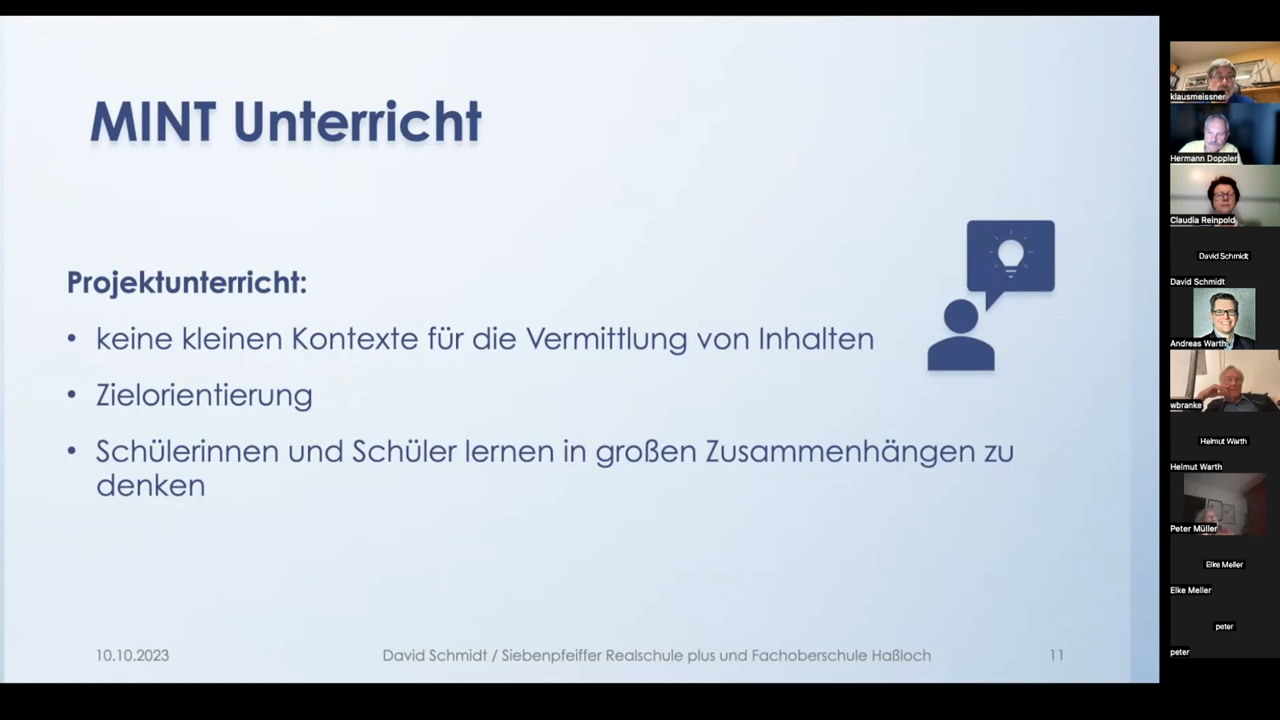 MINT Unterricht
Projektunterricht:
• keine kleinen Kontexte für die Vermittlung von Inhalten
• Zielorientierung
• Schülerinnen und Schüler lernen in großen Zusammenhängen zu
denken
10.10.2023
David Schmidt / Siebenpfeiffer Realschule plus und Fachoberschule Haßloch
11
klausmeissner
Hermann Doppler
Claudia Reinpold
David Schmidt
David Schmidt
Andreas Warth
wbranke
Helmut Warth
Helmut Warth
Peter Müller
Elke Meller
Elke Meller
peter
peter